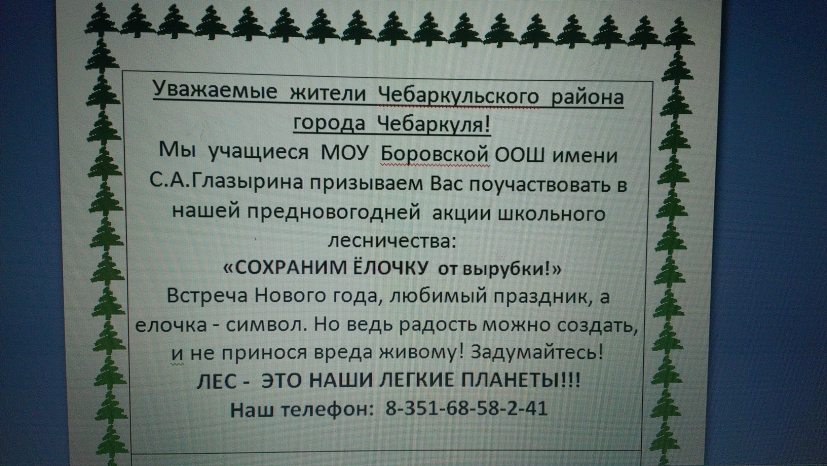 Уважаемые жители Чебаркульского района
города Чебаркуля!
Мы учащиеся МОУ Боровской ООШ имени
С.А.Глазырина призываем Вас поучаствовать в
нашей предновогодней акции школьного
лесничества:
«СОХРАНИМ ЁЛОЧКУ от вырубки!»
Встреча Нового года, любимый праздник, а
елочка - символ. Но ведь радость можно создать,
и не принося вреда живому! Задумайтесь!
ЛЕС - ЭТО НАШИ ЛЕГКИЕ ПЛАНЕТЫ!!!
Наш телефон: 8-351-68-58-2-41